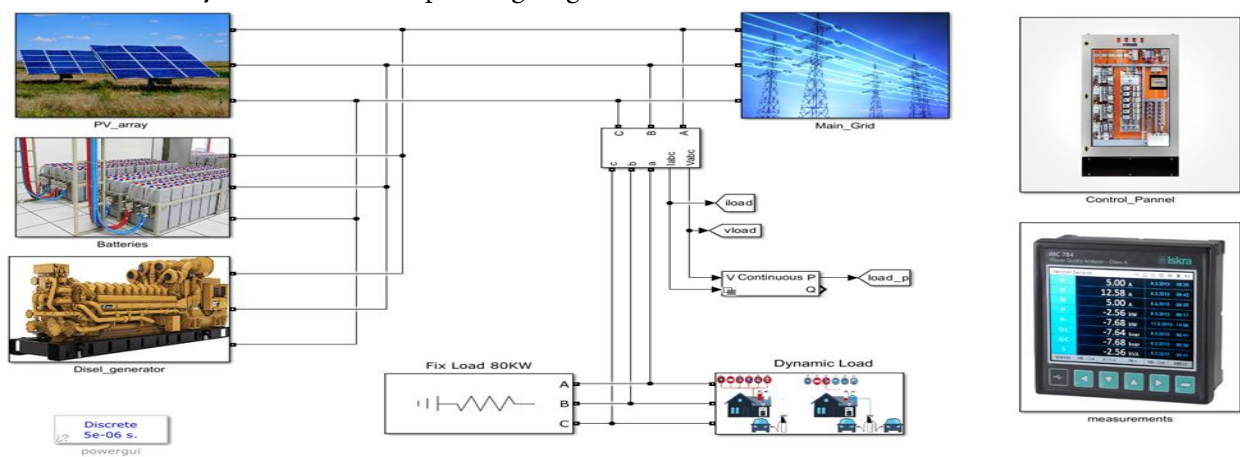 PV_array
Main_Grid
Batteries
Disel_generator
C
B
A
c
b
a
Iabc
Vabc
iload
vload
V Continuous P
Q
load_p
Control_Pannel
Iskra
5.00 A
12.58 A
5.00 A
-2.56 kW
-7.68 kW
-7.64 kvar
-7.68 kvar
-2.56 kVA
measurements
Fix Load 80KW
A
B
C
Dynamic Load
Discrete
5e-06 s.
powergui